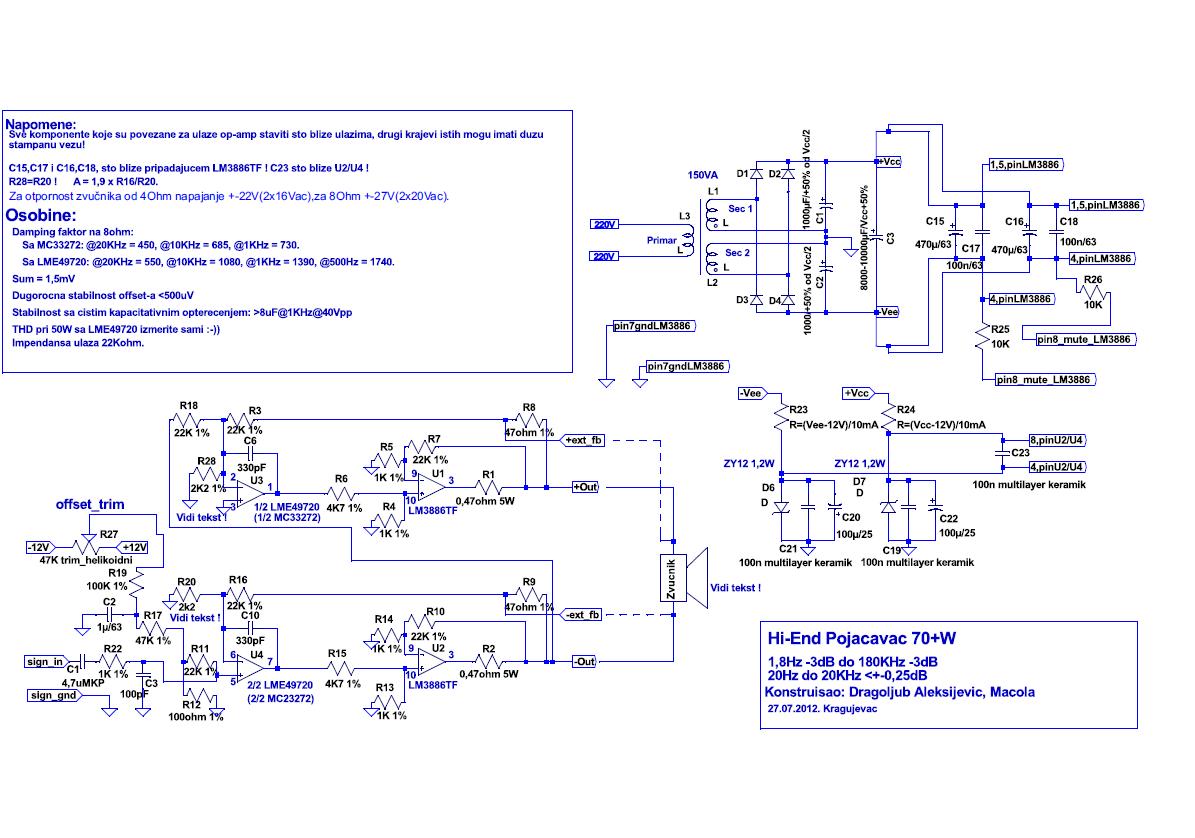 Napomene:
Sve komponente koje su povezane za ulaze op-amp staviti sto blize ulazima, drugi krajevi istih mogu imati duzu
stampanu vezu!
C15,C17 i C16,C18, sto blize pripadajucem LM3886TF ! C23 sto blize U2/U4 !
R28=R20 ! A = 1,9 x R16/R20.
Za otpornost zvučnika od 4Ohm napajanje +-22V(2x16Vac),za 8Ohm +-27V(2x20Vac).
Osobine:
Damping faktor na 8ohm:
Sa MC33272: @20KHz = 450, @10KHz = 685, @1KHz = 730.
Sa LME49720: @20KHz = 550, @10KHz = 1080, @1KHz = 1390, @500Hz = 1740.
Sum = 1,5mV
Dugorocna stabilnost offset-a <500uV
Stabilnost sa cistim kapacitativnim opterecenjem: >8uF@1KHz@40Vpp
THD pri 50W sa LME49720 izmerite sami :-))
Impendansa ulaza 22Kohm.
150VA
220V
220V
L3
Primar
L
L1
Sec 1
L
Sec 2
L
L2
D1
D2
D3
D4
1000µF/+50% od Vcc/2
C1
C2
1000/+50% od Vcc/2
8000-10000µF/Vcc+50%
C3
+Vcc
-Vee
1,5,pinLM3886
1,5,pinLM3886
C15
470µ/63
C17
100n/63
C16
470µ/63
C18
100n/63
4,pinLM3886
4,pinLM3886
R26
10K
R25
10K
pin8_mute_LM3886
pin8_mute_LM3886
pin7gndLM3886
pin7gndLM3886
-Vee
R23
R=(Vee-12V)/10mA
+Vcc
R24
R=(Vcc-12V)/10mA
8,pinU2/U4
C23
4,pinU2/U4
100n multilayer keramik
ZY12 1,2W
ZY12 1,2W
D6
D
C20
100µ/25
C21
100n multilayer keramik
D7
D
C22
100µ/25
C19
100n multilayer keramik
R18
22K 1%
R3
22K 1%
C6
330pF
R28
2K2 1%
2
3
1
U3
Vidi tekst !
1/2 LME49720
(1/2 MC33272)
R6
4K7 1%
R5
1K 1%
R7
22K 1%
R4
1K 1%
9
10
3
U1
LM3886TF
R1
0,47ohm 5W
R8
47ohm 1%
+ext_fb
+Out
offset_trim
-12V
R27
+12V
47K trim_helikoidni
R19
100K 1%
C2
1µ/63
R17
47K 1%
sign_in
C1
4,7uMKP
R22
1K 1%
C3
100pF
sign_gnd
R11
22K 1%
R12
100ohm 1%
R20
2k2
Vidi tekst !
R16
22K 1%
C10
330pF
6
5
7
U4
2/2 LME49720
(2/2 MC23272)
R15
4K7 1%
R14
1K 1%
R10
22K 1%
R13
1K 1%
9
10
3
U2
LM3886TF
R2
0,47ohm 5W
R9
47ohm 1%
-ext_fb
-Out
Zvucnik
Vidi tekst !
Hi-End Pojacavac 70+W
1,8Hz -3dB do 180KHz -3dB
20Hz do 20KHz <+-0,25dB
Konstruisao: Dragoljub Aleksijevic, Macola
27.07.2012. Kragujevac